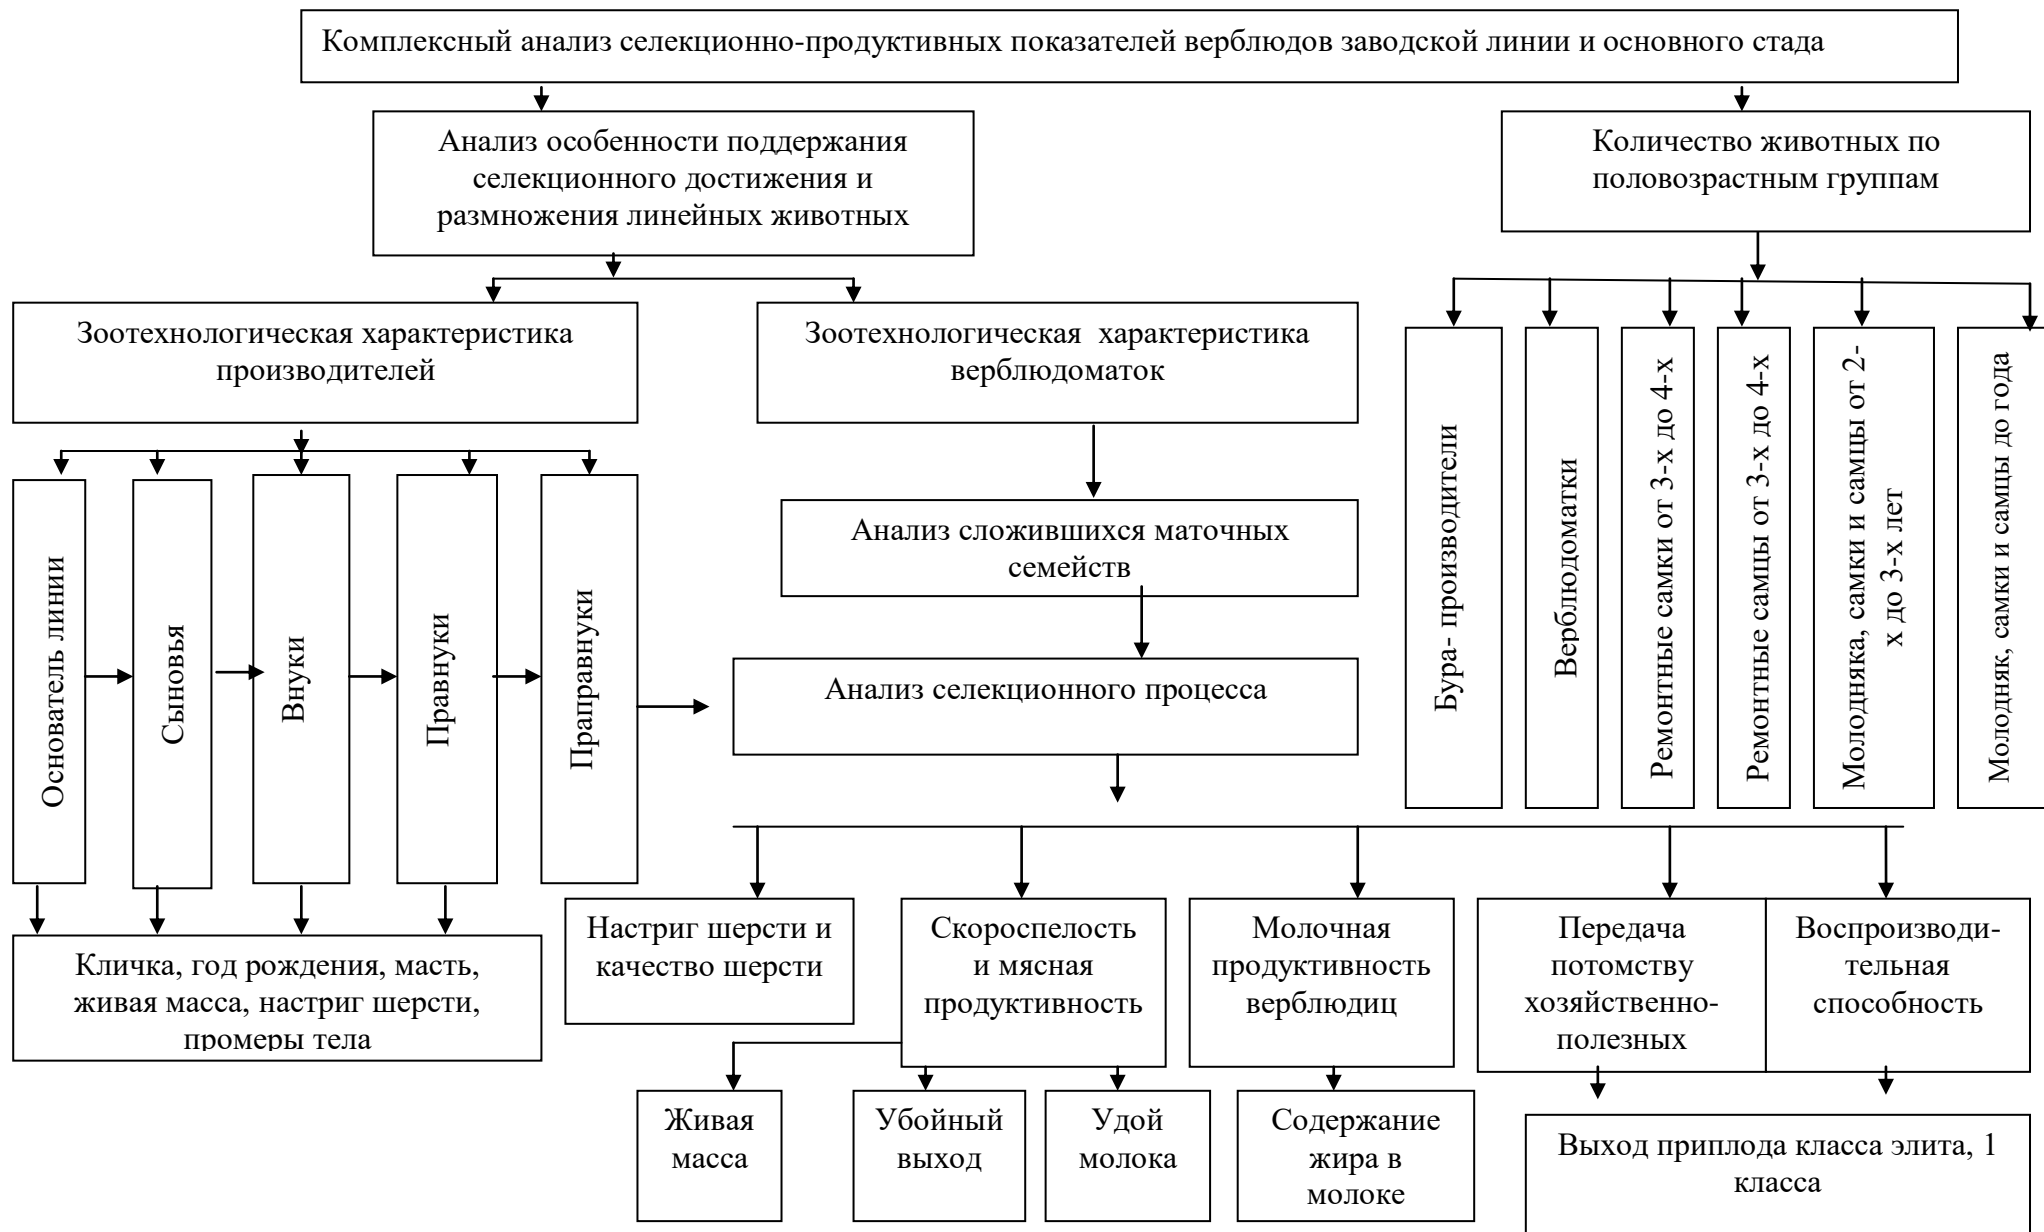 Комплексный анализ селекционно-продуктивных показателей верблюдов заводской линии и основного стада
Анализ особенности поддержания
селекционного достижения и
размножения линейных животных
Количество животных по
половозрастным группам
Зоотехнологическая характеристика
производителей
Зоотехнологическая характеристика
верблюдоматок
Бура- производители
Верблюдоматки
Ремонтные самки от 3-х до 4-х
Ремонтные самцы от 3-х до 4-х
Молодняка, самки и самцы от 2-
х до 3-х лет
Молодняк, самки и самцы до года
Основатель линии
Сыновья
Внуки
Правнуки
Праправнуки
Анализ сложившихся маточных
семейств
Анализ селекционного процесса
Кличка, год рождения, масть,
живая масса, настриг шерсти,
промеры тела
Настриг шерсти и
качество шерсти
Скороспелость
и мясная
продуктивность
Молочная
продуктивность
верблюдиц
Передача
потомству
хозяйственно-
полезных
Воспроизводи-
тельная
способность
Живая
масса
Убойный
выход
Удой
молока
Содержание
жира в
молоке
Выход приплода класса элита, 1
класса